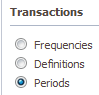 Transactions
Frequencies
Definitions
Periods